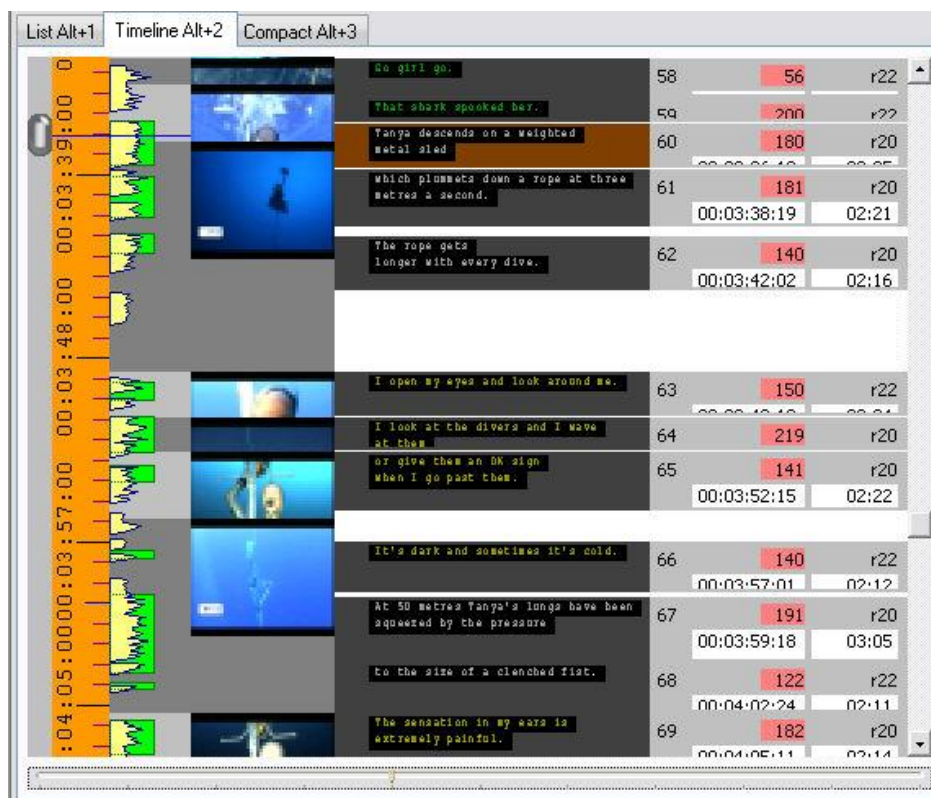 List Alt+1 Timeline Alt+2 Compact Alt+3
Go girl go.
58 56 r22
That shark spooked her.
59 200 r22
Tanya descends on a weighted
metal sled
60 180 r20
which plummets down a rope at three
metres a second.
61 181 r20
00:03:38:19 02:21
The rope gets
longer with every dive.
62 140 r20
00:03:42:02 02:16
I open my eyes and look around me.
63 150 r22
I look at the divers and I wave
at them
64 219 r20
or give them an OK sign
when I go past them.
65 141 r20
00:03:52:15 02:22
It's dark and sometimes it's cold.
66 140 r22
00:03:57:01 02:12
At 50 metres Tanya's lungs have been
squeezed by the pressure
67 191 r20
00:03:59:18 03:05
to the size of a clenched fist.
68 122 r22
00:04:02:24 02:11
The sensation in my ears is
extremely painful.
69 182 r20
00:04:05:11 02:14
00:03:39:00
00:03:48:00
00:03:57:00